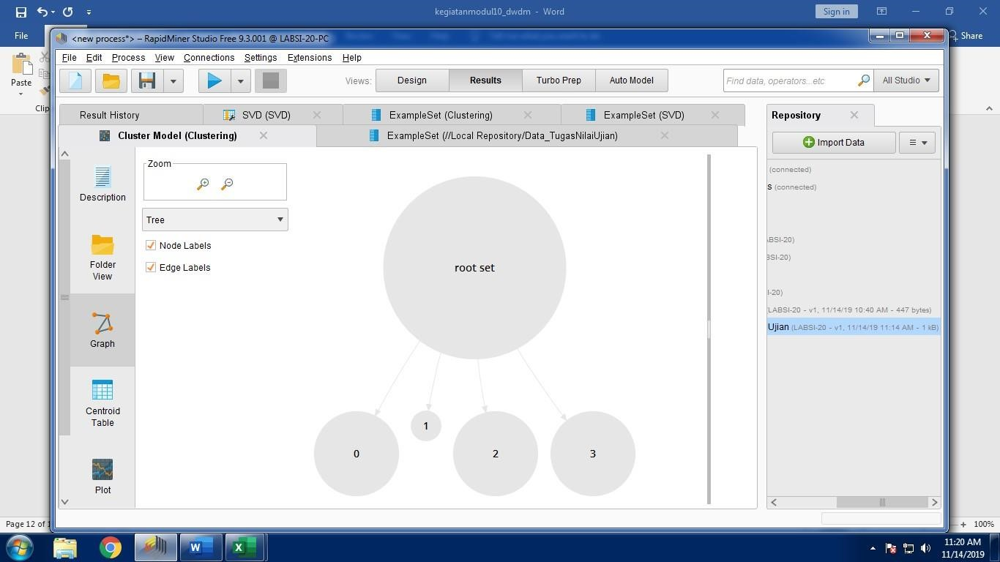 kegiatanmodul10_dwdm - Word
Sign in
File
Share
Paste
Clip
<new process*> – RapidMiner Studio Free 9.3.001 @ LABSI-20-PC
File Edit Process View Connections Settings Extensions Help
Views: Design Results Turbo Prep Auto Model
Find data, operators...etc
All Studio
Result History
SVD (SVD)
ExampleSet (Clustering)
ExampleSet (SVD)
Cluster Model (Clustering)
ExampleSet (//Local Repository/Data_TugasNilaiUjian)
Description
Folder
View
Graph
Centroid
Table
Plot
Zoom
Tree
Node Labels
Edge Labels
root set
0
1
2
3
Repository
Import Data
(connected)
s (connected)
ABSI-20)
BSI-20)
I-20)
LABSI-20 - v1, 11/14/19 10:40 AM - 447 bytes)
Ujian (LABSI-20 - v1, 11/14/19 11:14 AM - 1 kB)
Page 12 of 1
100%
11:20 AM
11/14/2019